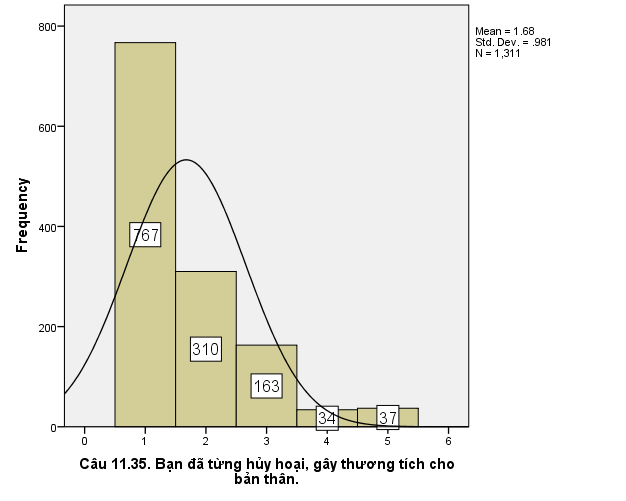 Mean = 1.68
Std. Dev. = .981
N = 1,311
Frequency
800
600
400
200
0
767
310
163
34
37
0 1 2 3 4 5 6
Câu 11.35. Bạn đã từng hủy hoại, gây thương tích cho
bản thân.